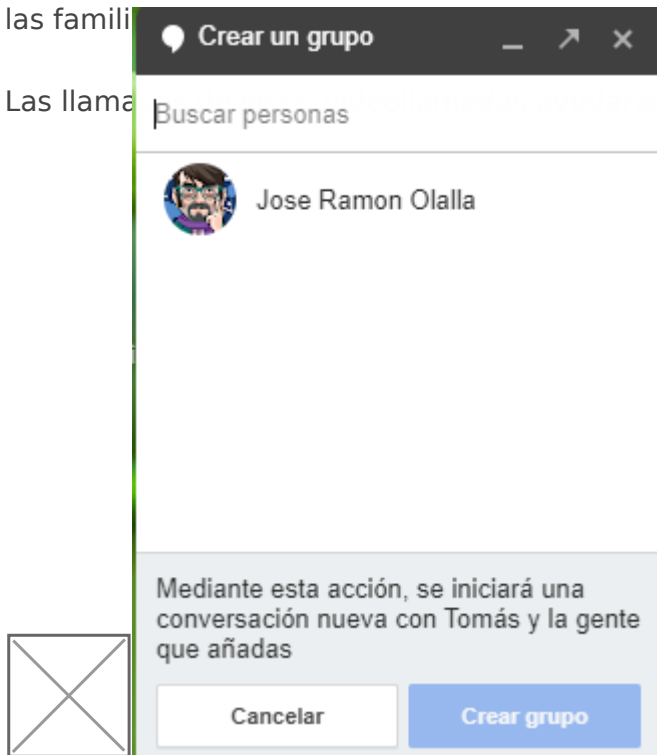 las famili
Crear un grupo
Las llama
Buscar personas
Jose Ramon Olalla
Mediante esta acción, se iniciará una
conversación nueva con Tomás y la gente
que añadas
Cancelar
Crear grupo